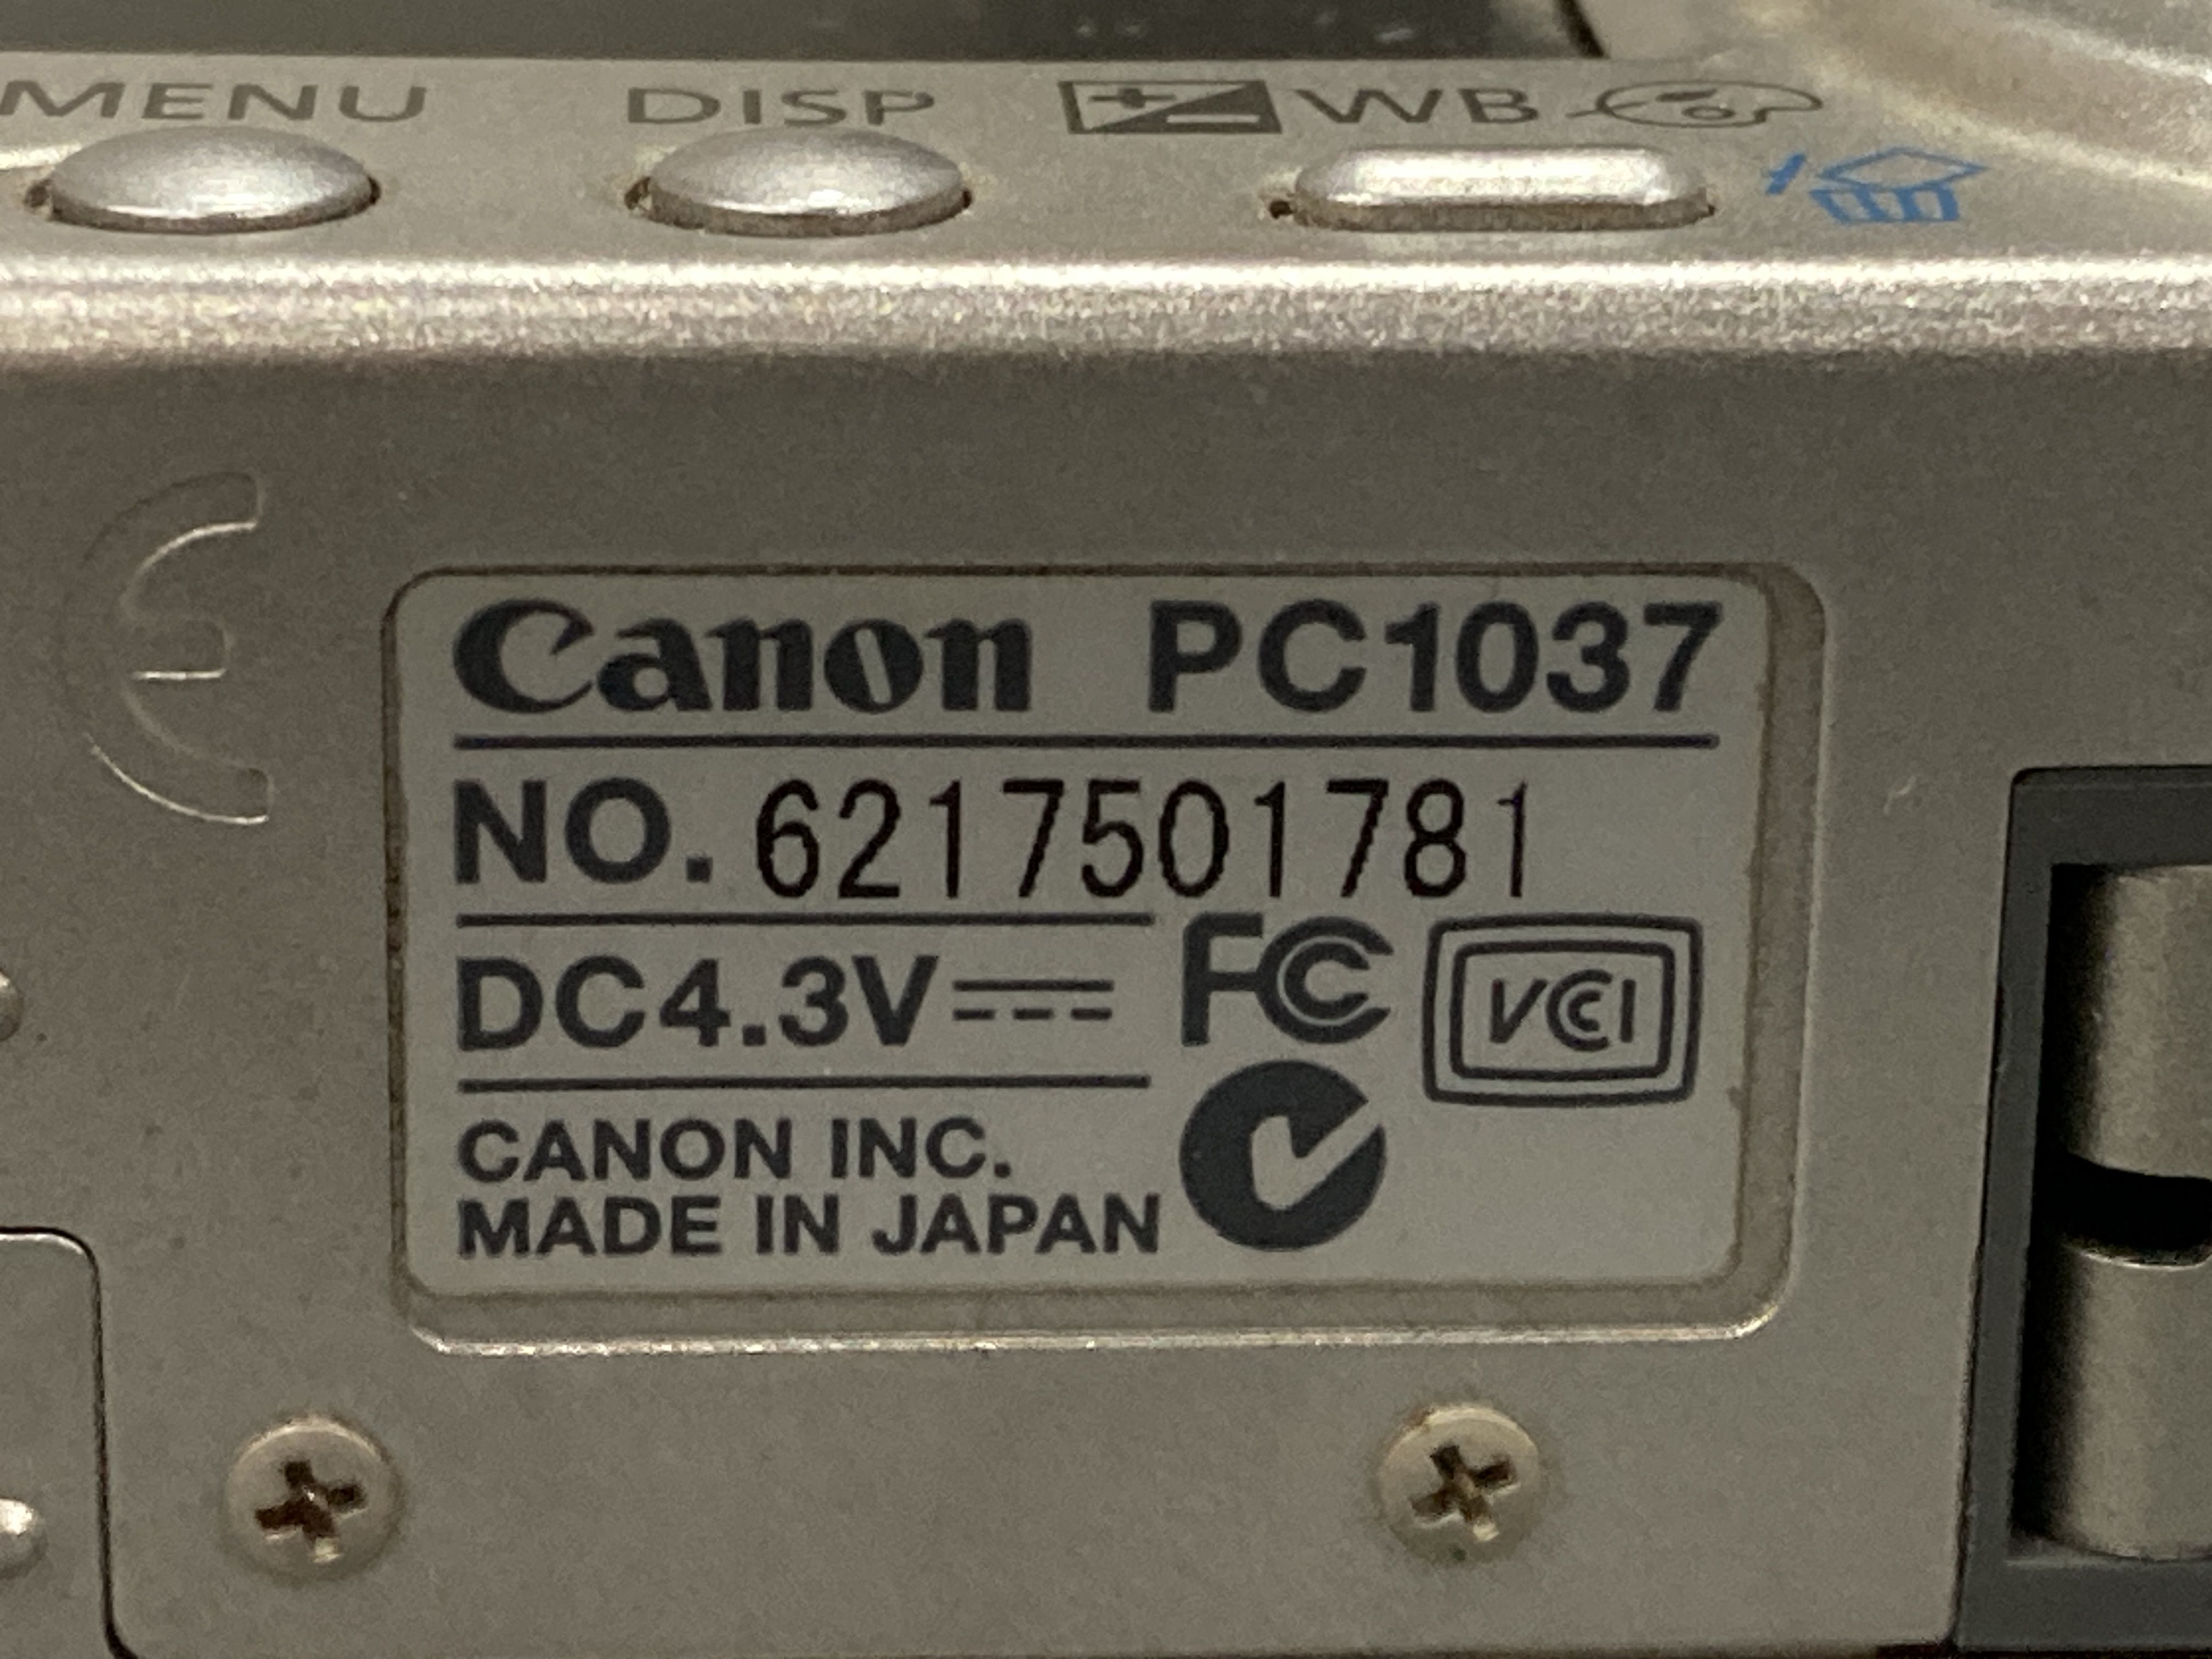 MENU DISP WB
Canon PC1037
NO. 6217501781
DC4.3V
FC VCCI
CANON INC.
MADE IN JAPAN